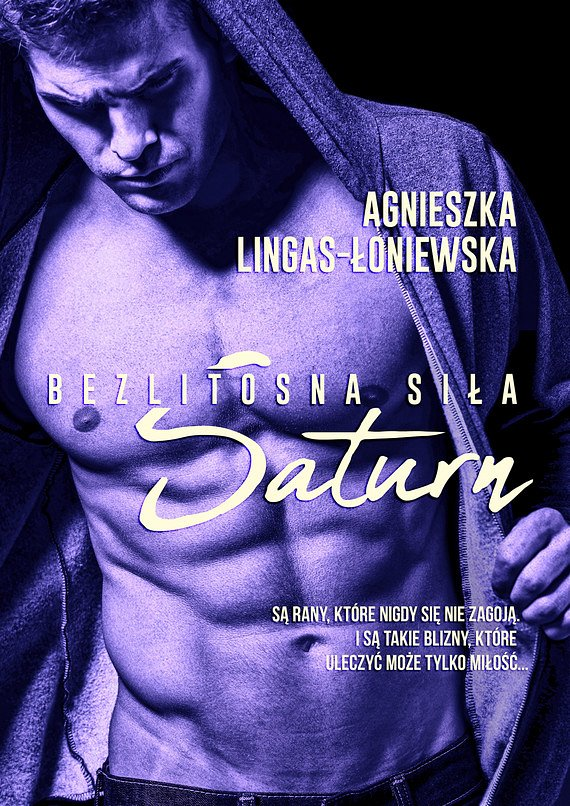 AGNIESZKA
LINGAS-ŁONIEWSKA
BEZLITOSNA SIŁA
Saturn
SĄ RANY, KTÓRE NIGDY SIĘ NIE ZAGOJĄ.
I SĄ TAKIE BLIZNY, KTÓRE
ULECZYĆ MOŻE TYLKO MIŁOŚĆ...